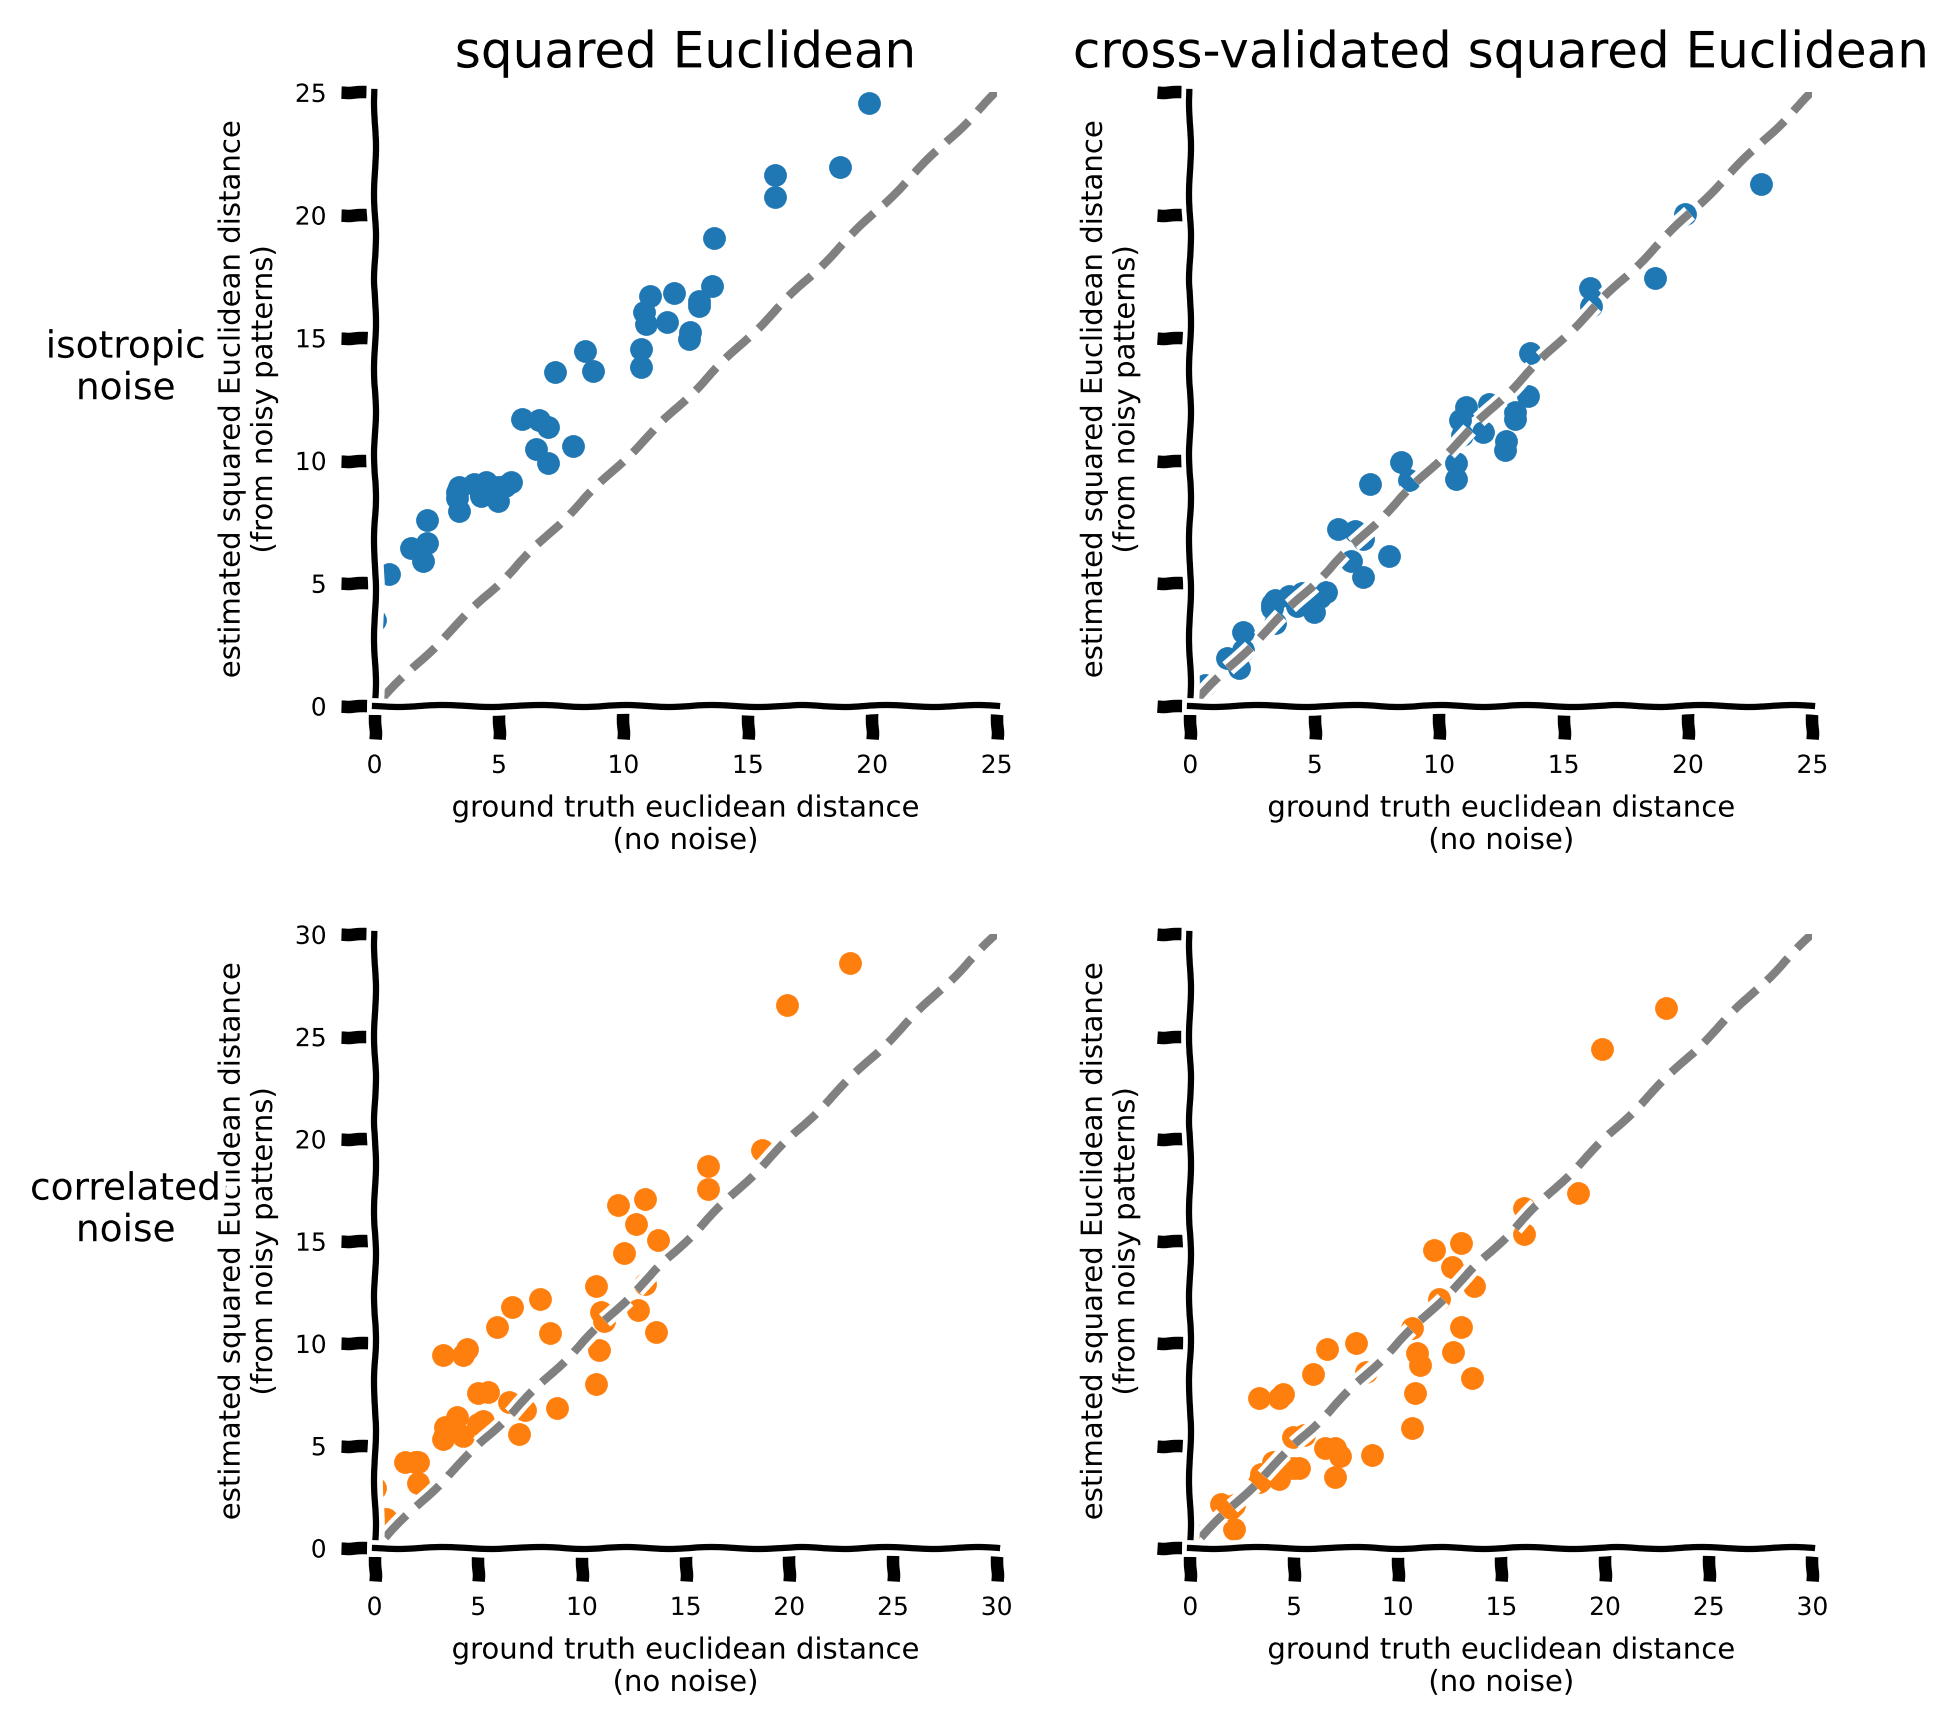 squared Euclidean
cross-validated squared Euclidean
isotropic
noise
estimated squared Euclidean distance
(from noisy patterns)
25
20
15
10
5
0
0 5 10 15 20 25
ground truth euclidean distance
(no noise)
estimated squared Euclidean distance
(from noisy patterns)
0 5 10 15 20 25
ground truth euclidean distance
(no noise)
correlated
noise
estimated squared Euclidean distance
(from noisy patterns)
30
25
20
15
10
5
0
0 5 10 15 20 25 30
ground truth euclidean distance
(no noise)
estimated squared Euclidean distance
(from noisy patterns)
0 5 10 15 20 25 30
ground truth euclidean distance
(no noise)